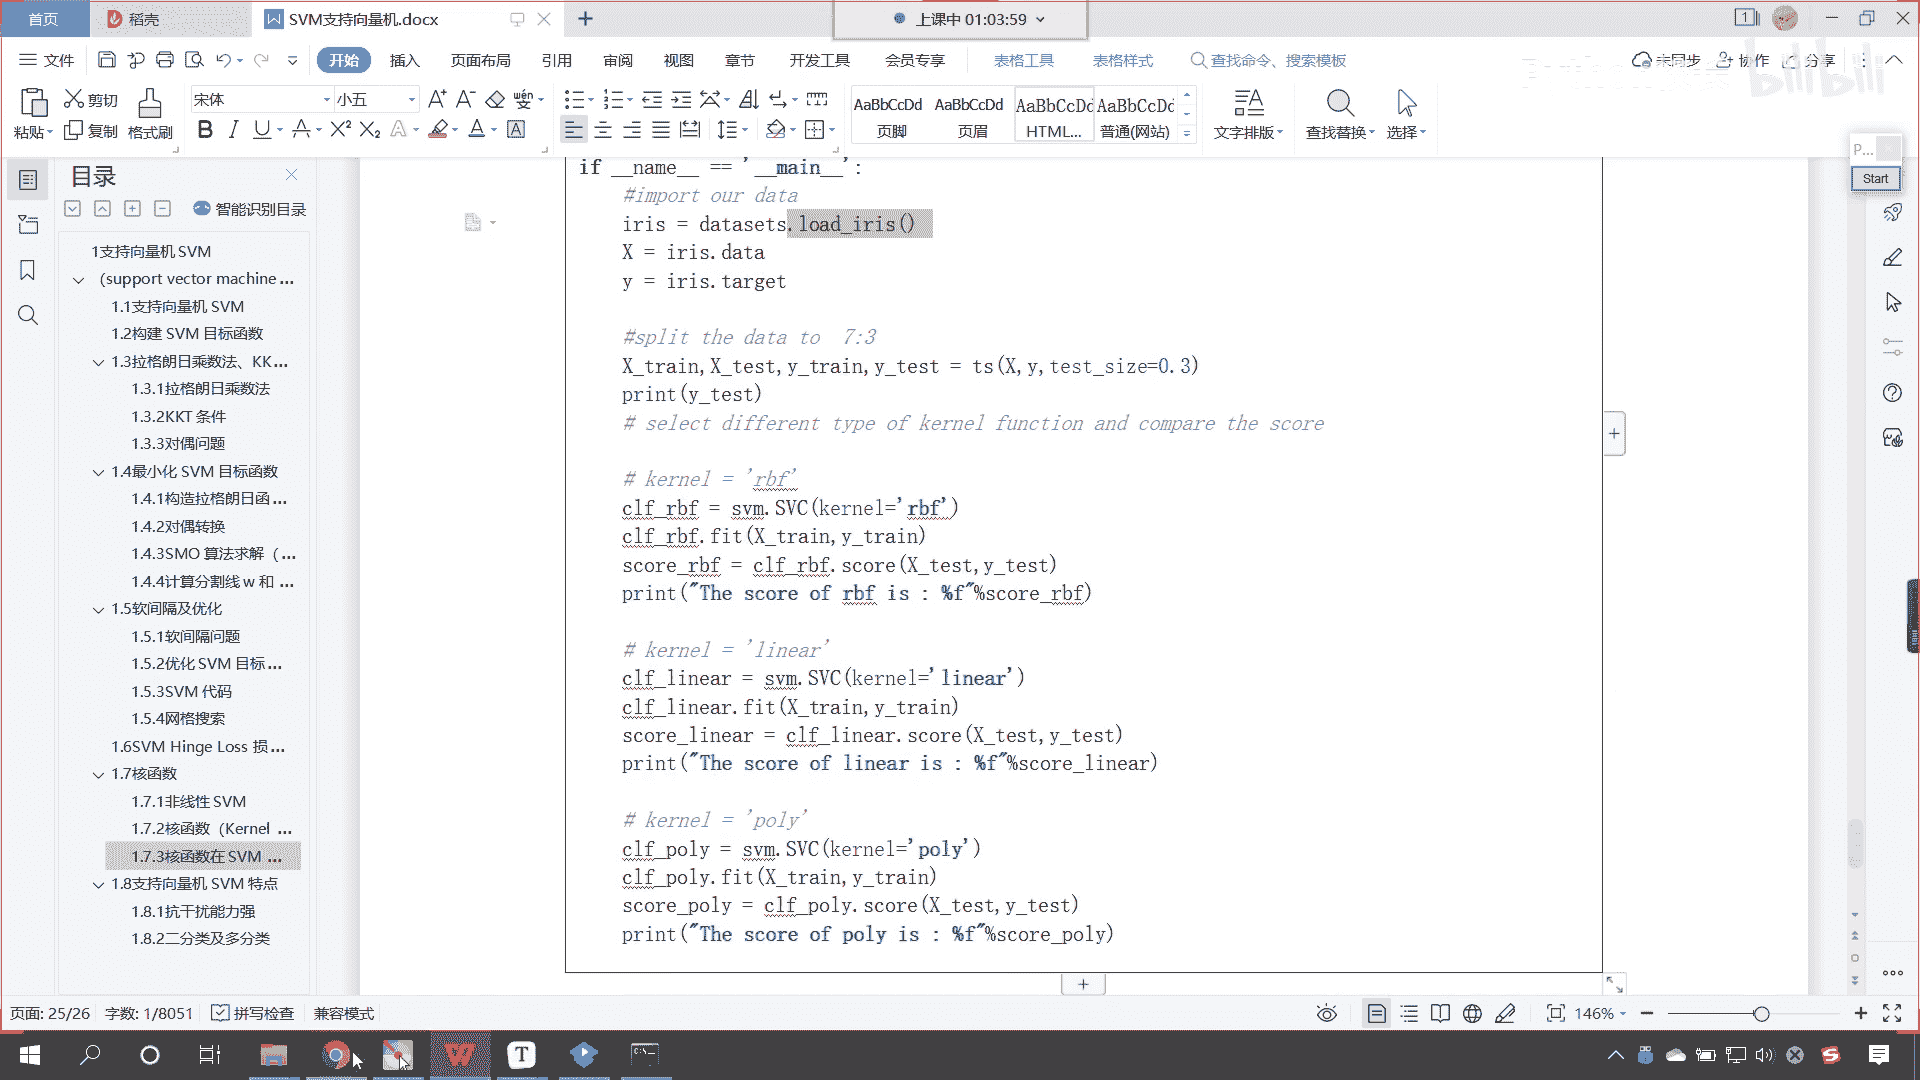 首页
稻壳
SVM支持向量机.docx
上课中 01:03:59
文件
开始
插入
页面布局
引用
审阅
视图
章节
开发工具
会员专享
表格工具
表格样式
查找命令、搜索模板
未同步
协作
分享
bilibili
粘贴
剪切
复制
格式刷
宋体
小五
AaBbCcDd
页脚
AaBbCcDd
页眉
AaBbCcDd
HTML...
AaBbCcDd
普通(网站)
文字排版
查找替换
选择
P...
Start
目录
智能识别目录
1支持向量机 SVM
（support vector machine ...
1.1支持向量机 SVM
1.2构建 SVM 目标函数
1.3拉格朗日乘数法、KK...
1.3.1拉格朗日乘数法
1.3.2KKT 条件
1.3.3对偶问题
1.4最小化 SVM 目标函数
1.4.1构造拉格朗日函 ...
1.4.2对偶转换
1.4.3SMO 算法求解（ ...
1.4.4计算分割线 w 和 ...
1.5软间隔及优化
1.5.1软间隔问题
1.5.2优化 SVM 目标 ...
1.5.3SVM 代码
1.5.4网格搜索
1.6SVM Hinge Loss 损...
1.7核函数
1.7.1非线性 SVM
1.7.2核函数（Kernel ...
1.7.3核函数在 SVM ...
1.8支持向量机 SVM 特点
1.8.1抗干扰能力强
1.8.2二分类及多分类
if __name__ == '__main__':
#import our data
iris = datasets.load_iris()
X = iris.data
y = iris.target
#split the data to  7:3
X_train,X_test,y_train,y_test = ts(X,y,test_size=0.3)
print(y_test)
# select different type of kernel function and compare the score
# kernel = 'rbf'
clf_rbf = svm.SVC(kernel='rbf')
clf_rbf.fit(X_train,y_train)
score_rbf = clf_rbf.score(X_test,y_test)
print("The score of rbf is : %f"%score_rbf)
# kernel = 'linear'
clf_linear = svm.SVC(kernel='linear')
clf_linear.fit(X_train,y_train)
score_linear = clf_linear.score(X_test,y_test)
print("The score of linear is : %f"%score_linear)
# kernel = 'poly'
clf_poly = svm.SVC(kernel='poly')
clf_poly.fit(X_train,y_train)
score_poly = clf_poly.score(X_test,y_test)
print("The score of poly is : %f"%score_poly)
页面: 25/26
字数: 1/8051
拼写检查
兼容模式
146%